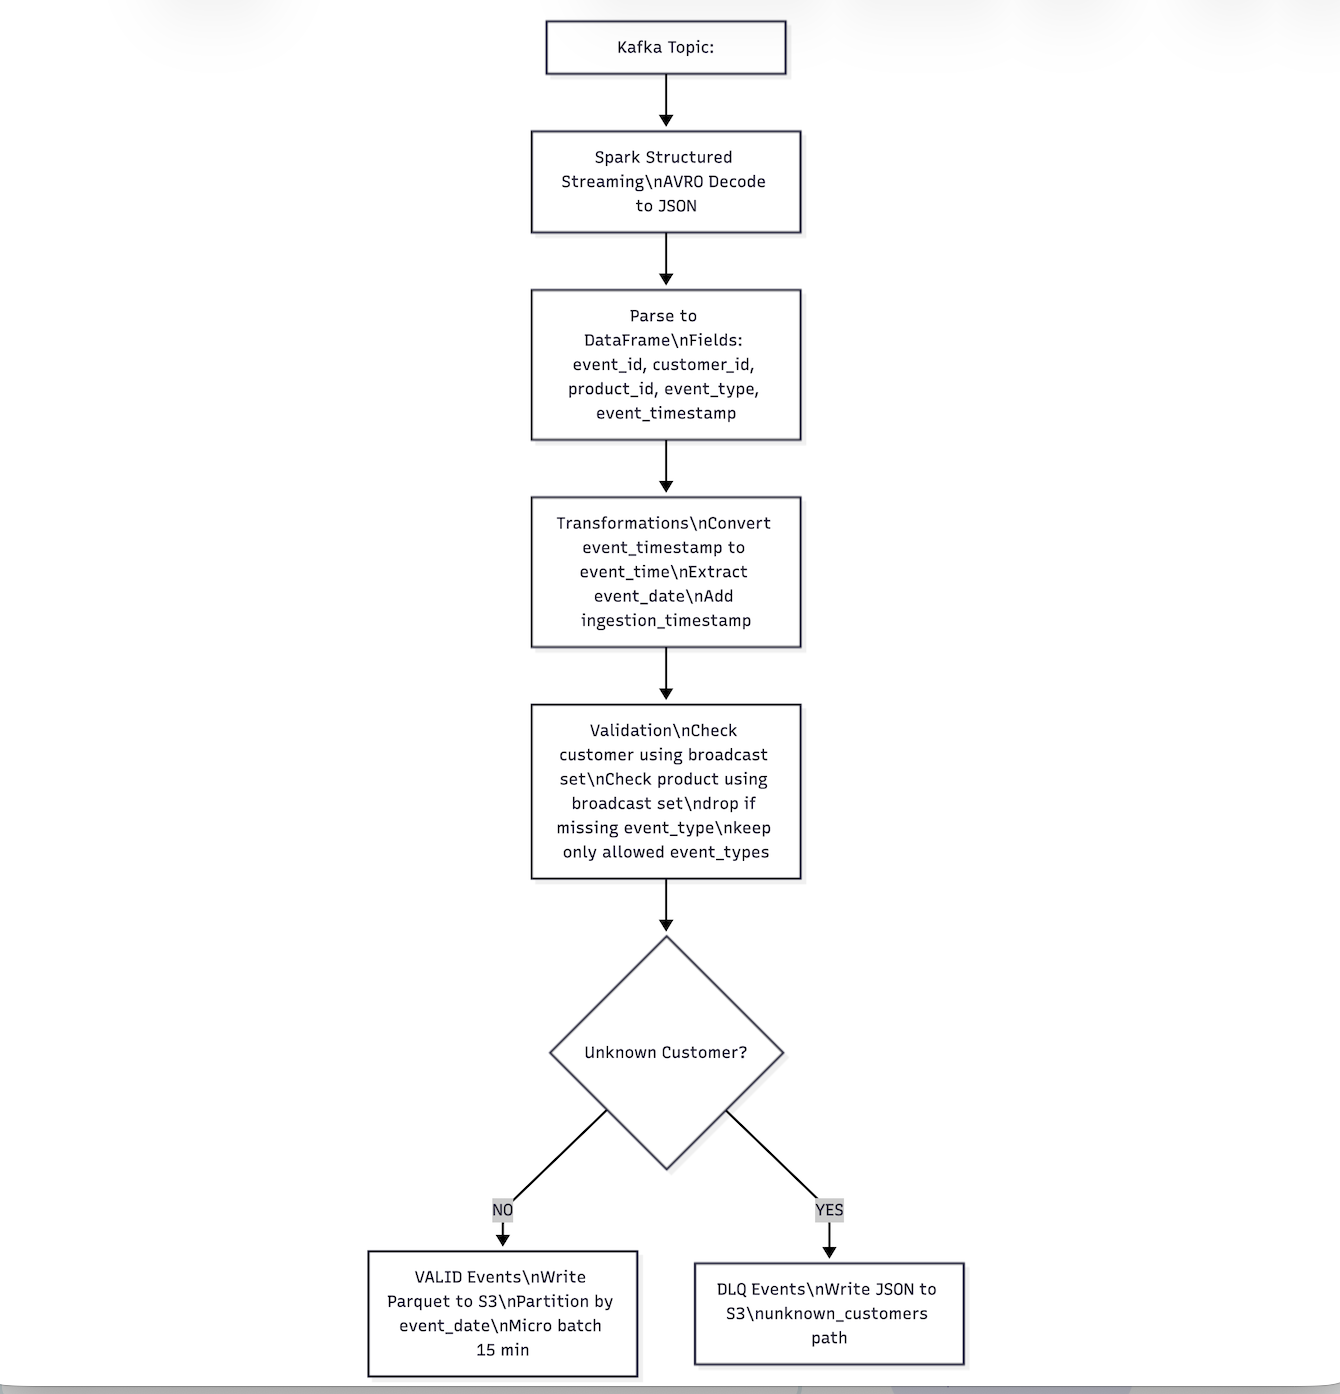 Kafka Topic:
Spark Structured
Streaming\nAVRO Decode
to JSON
Parse to
DataFrame\nFields:
event_id, customer_id,
product_id, event_type,
event_timestamp
Transformations\nConvert
event_timestamp to
event_time\nExtract
event_date\nAdd
ingestion_timestamp
Validation\nCheck
customer using broadcast
set\nCheck product using
broadcast set\ndrop if
missing event_type\nkeep
only allowed event_types
Unknown Customer?
NO
YES
VALID Events\nWrite
Parquet to S3\nPartition by
event_date\nMicro batch
15 min
DLQ Events\nWrite JSON to
S3\nunknown_customers
path